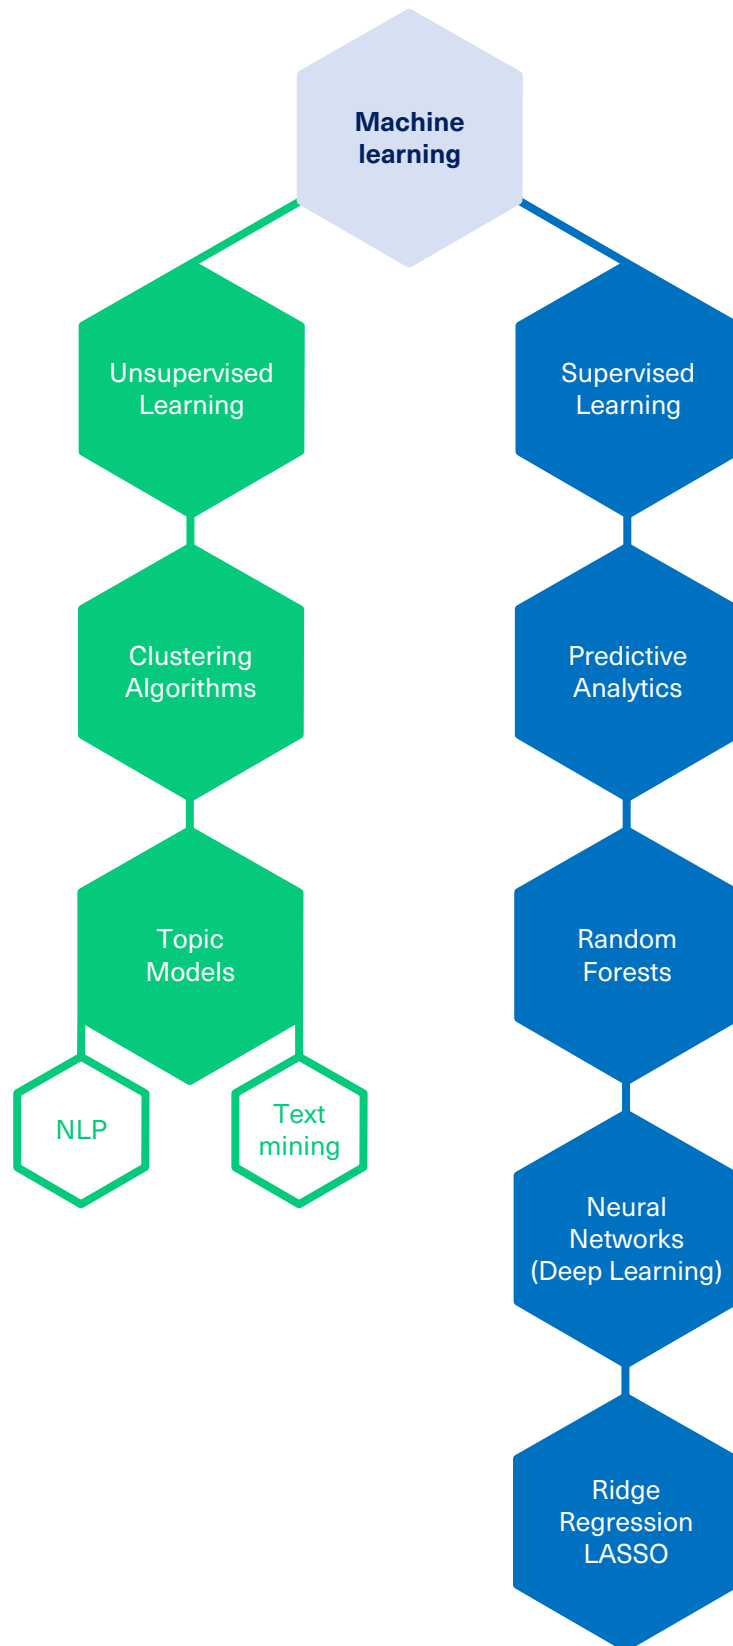 Machine
learning
Unsupervised
Learning
Supervised
Learning
Clustering
Algorithms
Predictive
Analytics
Topic
Models
Random
Forests
NLP
Text
mining
Neural
Networks
(Deep Learning)
Ridge
Regression
LASSO